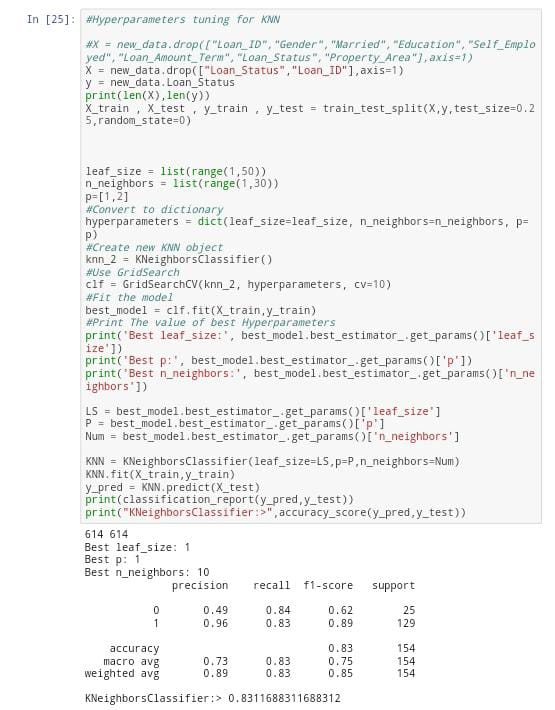 In [25]: #Hyperparameters tuning for KNN
#X = new_data.drop(["Loan_ID","Gender","Married","Education","Self_Emplo
yed","Loan_Amount_Term","Loan_Status","Property_Area"],axis=1)
X = new_data.drop(["Loan_Status","Loan_ID"],axis=1)
y = new_data.Loan_Status
print(len(X),len(y))
X_train , X_test , y_train , y_test = train_test_split(X,y,test_size=0.2
5,random_state=0)
leaf_size = list(range(1,50))
n_neighbors = list(range(1,30))
p=[1,2]
#Convert to dictionary
hyperparameters = dict(leaf_size=leaf_size, n_neighbors=n_neighbors, p=
p)
#Create new KNN object
knn_2 = KNeighborsClassifier()
#Use GridSearch
clf = GridSearchCV(knn_2, hyperparameters, cv=10)
#Fit the model
best_model = clf.fit(X_train,y_train)
#Print The value of best Hyperparameters
print('Best leaf_size:', best_model.best_estimator_.get_params()['leaf_s
ize'])
print('Best p:', best_model.best_estimator_.get_params()['p'])
print('Best n_neighbors:', best_model.best_estimator_.get_params()['n_ne
ighbors'])
LS = best_model.best_estimator_.get_params()['leaf_size']
P = best_model.best_estimator_.get_params()['p']
Num = best_model.best_estimator_.get_params()['n_neighbors']
KNN = KNeighborsClassifier(leaf_size=LS,p=P,n_neighbors=Num)
KNN.fit(X_train,y_train)
y_pred = KNN.predict(X_test)
print(classification_report(y_pred,y_test))
print("KNeighborsClassifier:>",accuracy_score(y_pred,y_test))
614 614
Best leaf_size: 1
Best p: 1
Best n_neighbors: 10
precision recall f1-score support
0 0.49 0.84 0.62 25
1 0.96 0.83 0.89 129
accuracy 0.83 154
macro avg 0.73 0.83 0.75 154
weighted avg 0.89 0.83 0.85 154
KNeighborsClassifier:> 0.8311688311688312